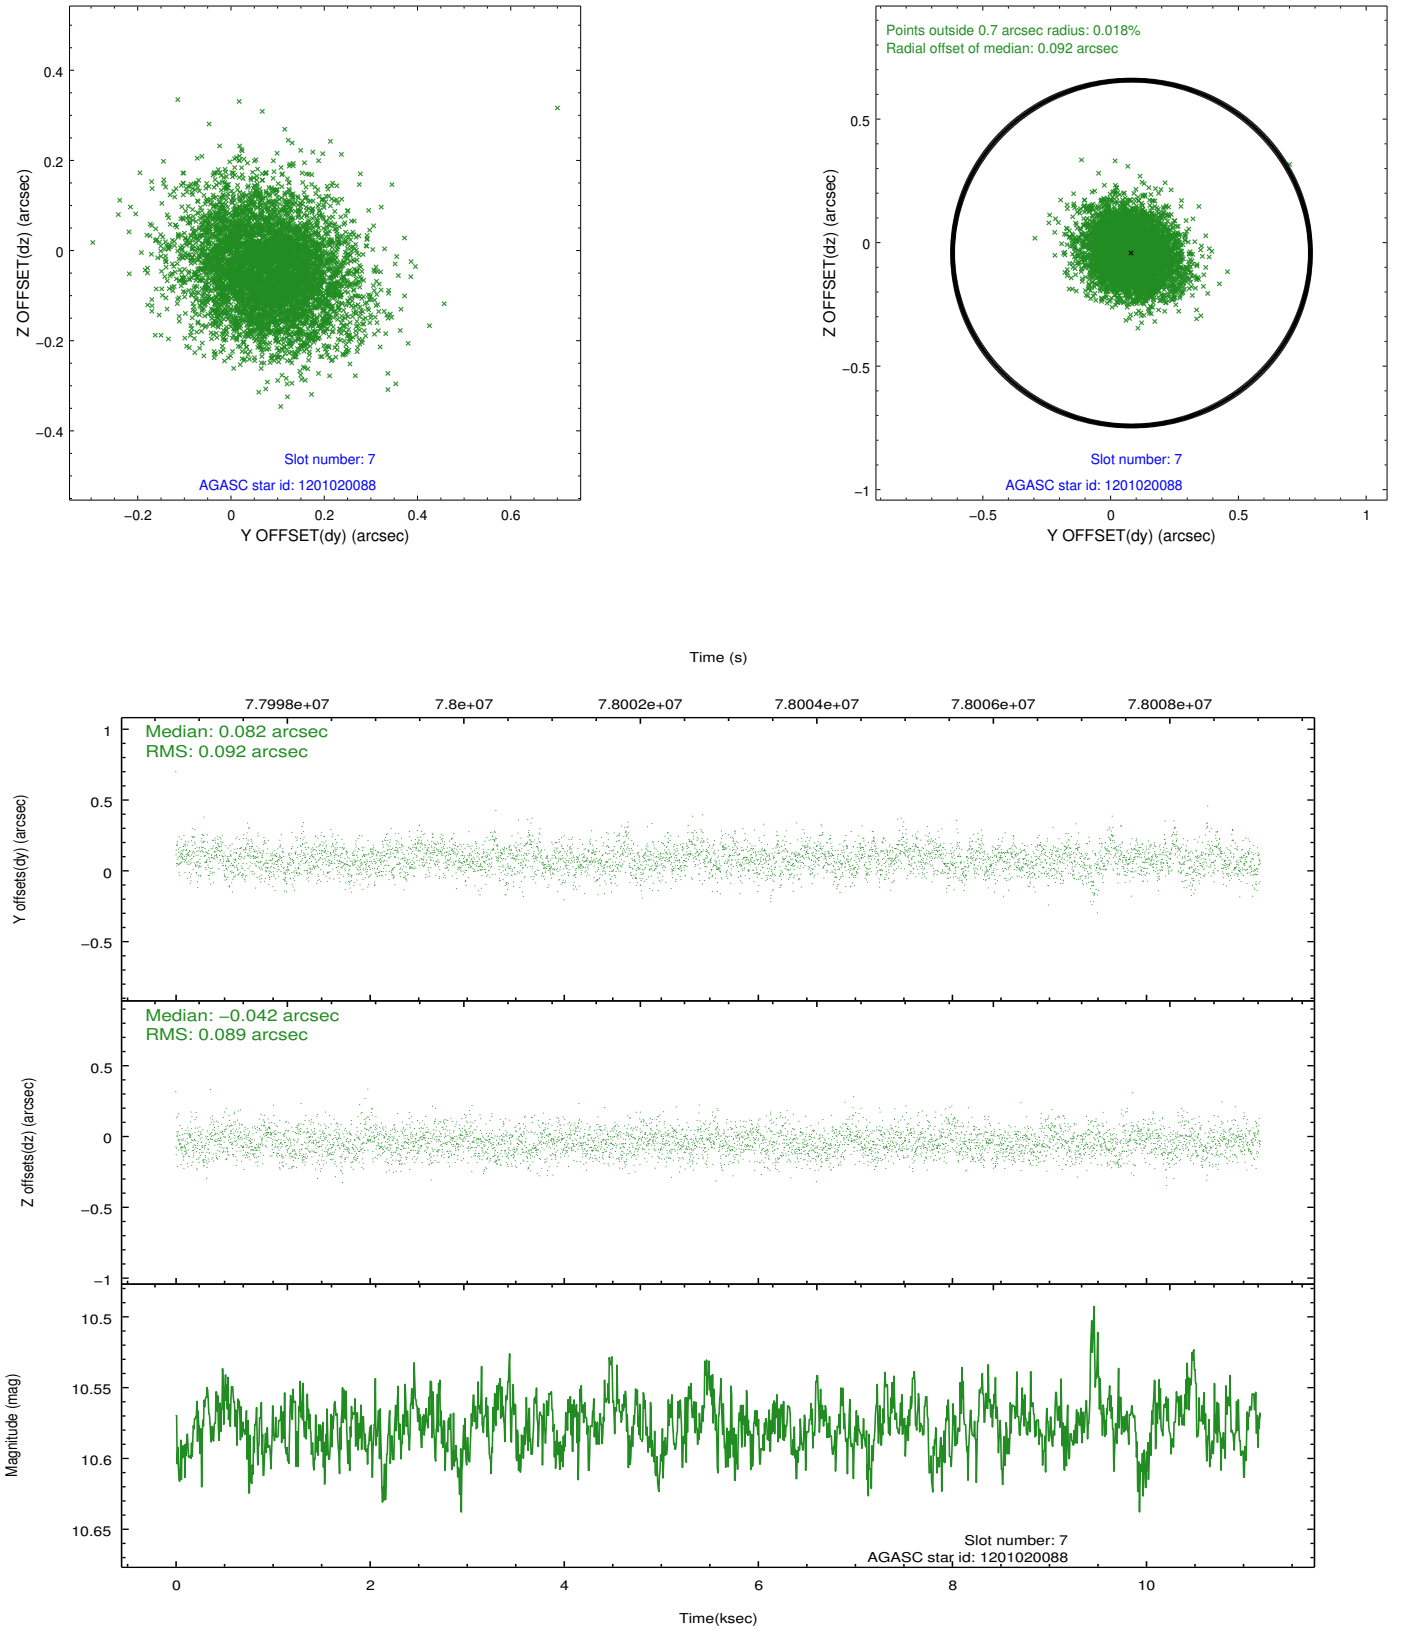 0.4
0.2
0
−0.2
−0.4
Z OFFSET(dz) (arcsec)
Slot number: 7
AGASC star id: 1201020088
−0.2
0
0.2
0.4
0.6
Y OFFSET(dy) (arcsec)
Points outside 0.7 arcsec radius: 0.018%
Radial offset of median: 0.092 arcsec
0.5
0
−0.5
−1
Z OFFSET(dz) (arcsec)
Slot number: 7
AGASC star id: 1201020088
−0.5
0
0.5
1
Y OFFSET(dy) (arcsec)
Time (s)
7.7998e+07
7.8e+07
7.8002e+07
7.8004e+07
7.8006e+07
7.8008e+07
Median: 0.082 arcsec
RMS: 0.092 arcsec
1
0.5
0
−0.5
Y offsets(dy) (arcsec)
Median: −0.042 arcsec
RMS: 0.089 arcsec
0.5
0
−0.5
−1
Z offsets(dz) (arcsec)
10.5
10.55
10.6
10.65
Magnitude (mag)
Slot number: 7
AGASC star id: 1201020088
0
2
4
6
8
10
Time(ksec)